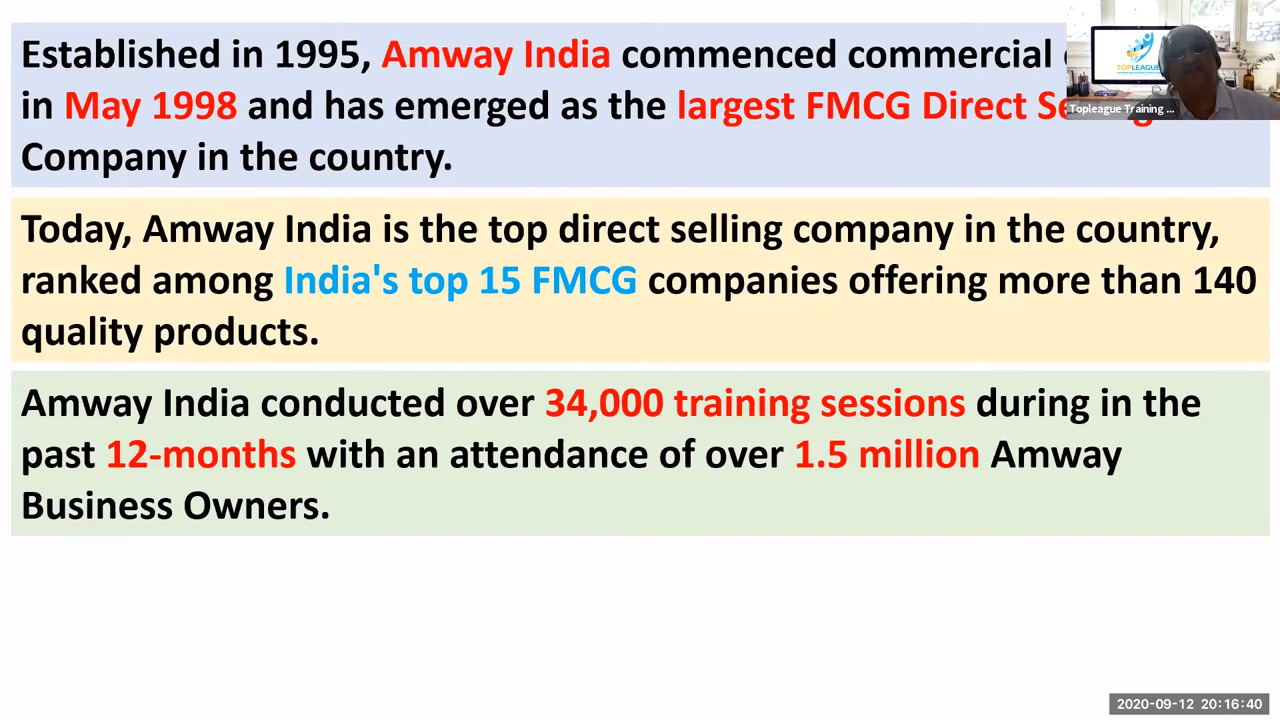 Established in 1995, Amway India commenced commercial
in May 1998 and has emerged as the largest FMCG Direct
Company in the country.
Today, Amway India is the top direct selling company in the country,
ranked among India's top 15 FMCG companies offering more than 140
quality products.
Amway India conducted over 34,000 training sessions during in the
past 12-months with an attendance of over 1.5 million Amway
Business Owners.
TOPLEAGUE
Topleague Training ...
2020-09-12 20:16:40